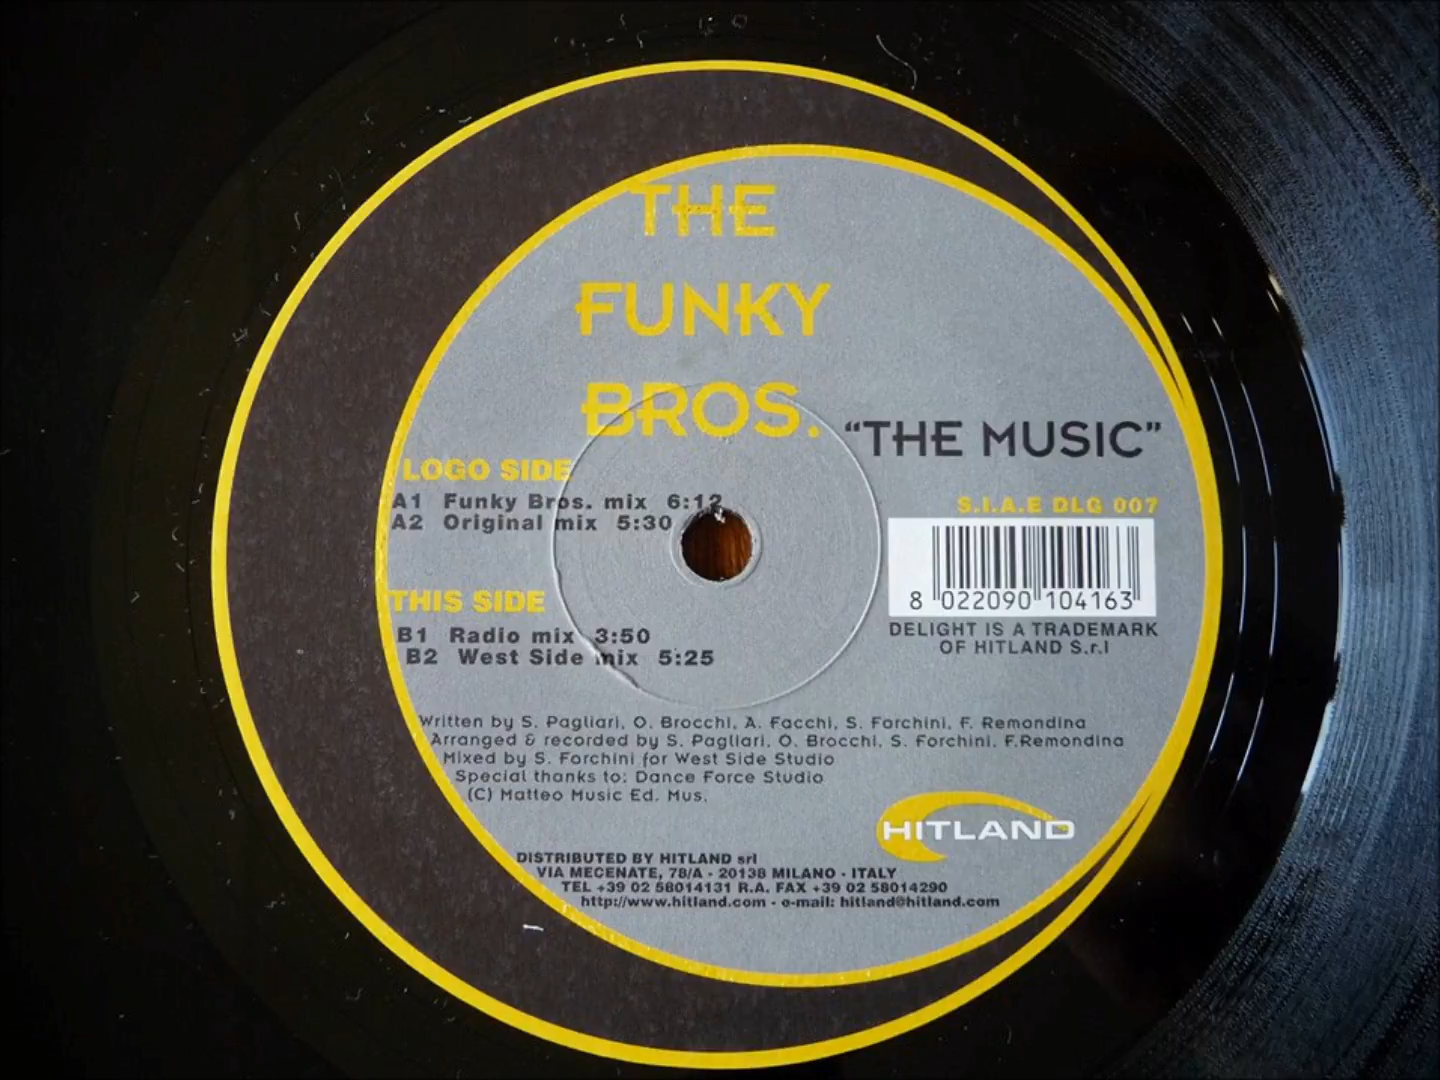 THE
FUNKY
BROS.
"THE MUSIC"
LOGO SIDE
A1 Funky Bros. mix 6:12
A2 Original mix 5:30
S.I.A.E DLG 007
8 022090 104163
DELIGHT IS A TRADEMARK
OF HITLAND S.r.l
THIS SIDE
B1 Radio mix 3:50
B2 West Side mix 5:25
Written by S. Pagliari, O. Brocchi, A. Facchi, S. Forchini, F. Remondina
Arranged & recorded by S. Pagliari, O. Brocchi, S. Forchini, F.Remondina
Mixed by S. Forchini for West Side Studio
Special thanks to: Dance Force Studio
(C) Matteo Music Ed. Mus.
HITLAND
DISTRIBUTED BY HITLAND srl
VIA MECENATE, 78/A - 20138 MILANO - ITALY
TEL +39 02 58014131 R.A. FAX +39 02 58014290
http://www.hitland.com - e-mail: hitland@hitland.com